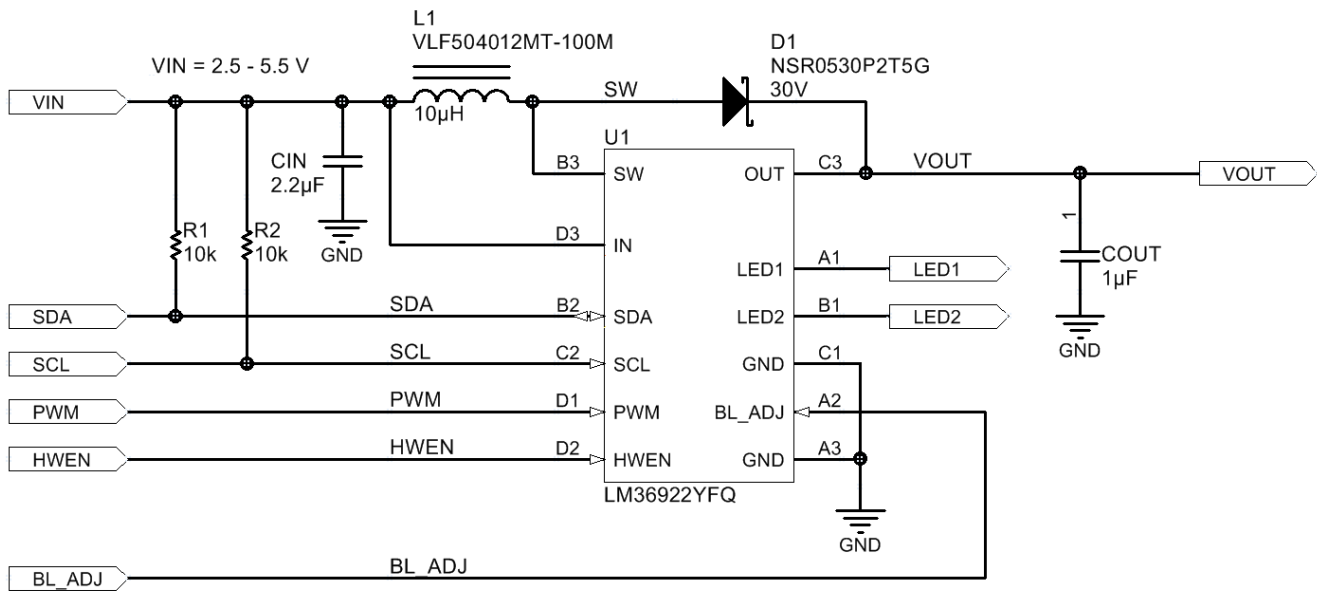 L1
VLF504012MT-100M
D1
NSR0530P2T5G
30V
VIN = 2.5 - 5.5 V
VIN
10µH
SW
U1
CIN
2.2µF
GND
B3
SW
OUT
C3
VOUT
VOUT
R1
10k
R2
10k
D3
IN
1
COUT
1µF
GND
LED1
A1
LED1
SDA
SDA
B2
SDA
LED2
B1
LED2
SCL
SCL
C2
SCL
GND
C1
PWM
PWM
D1
PWM
BL_ADJ
A2
HWEN
HWEN
D2
HWEN
GND
A3
LM36922YFQ
GND
BL_ADJ
BL_ADJ